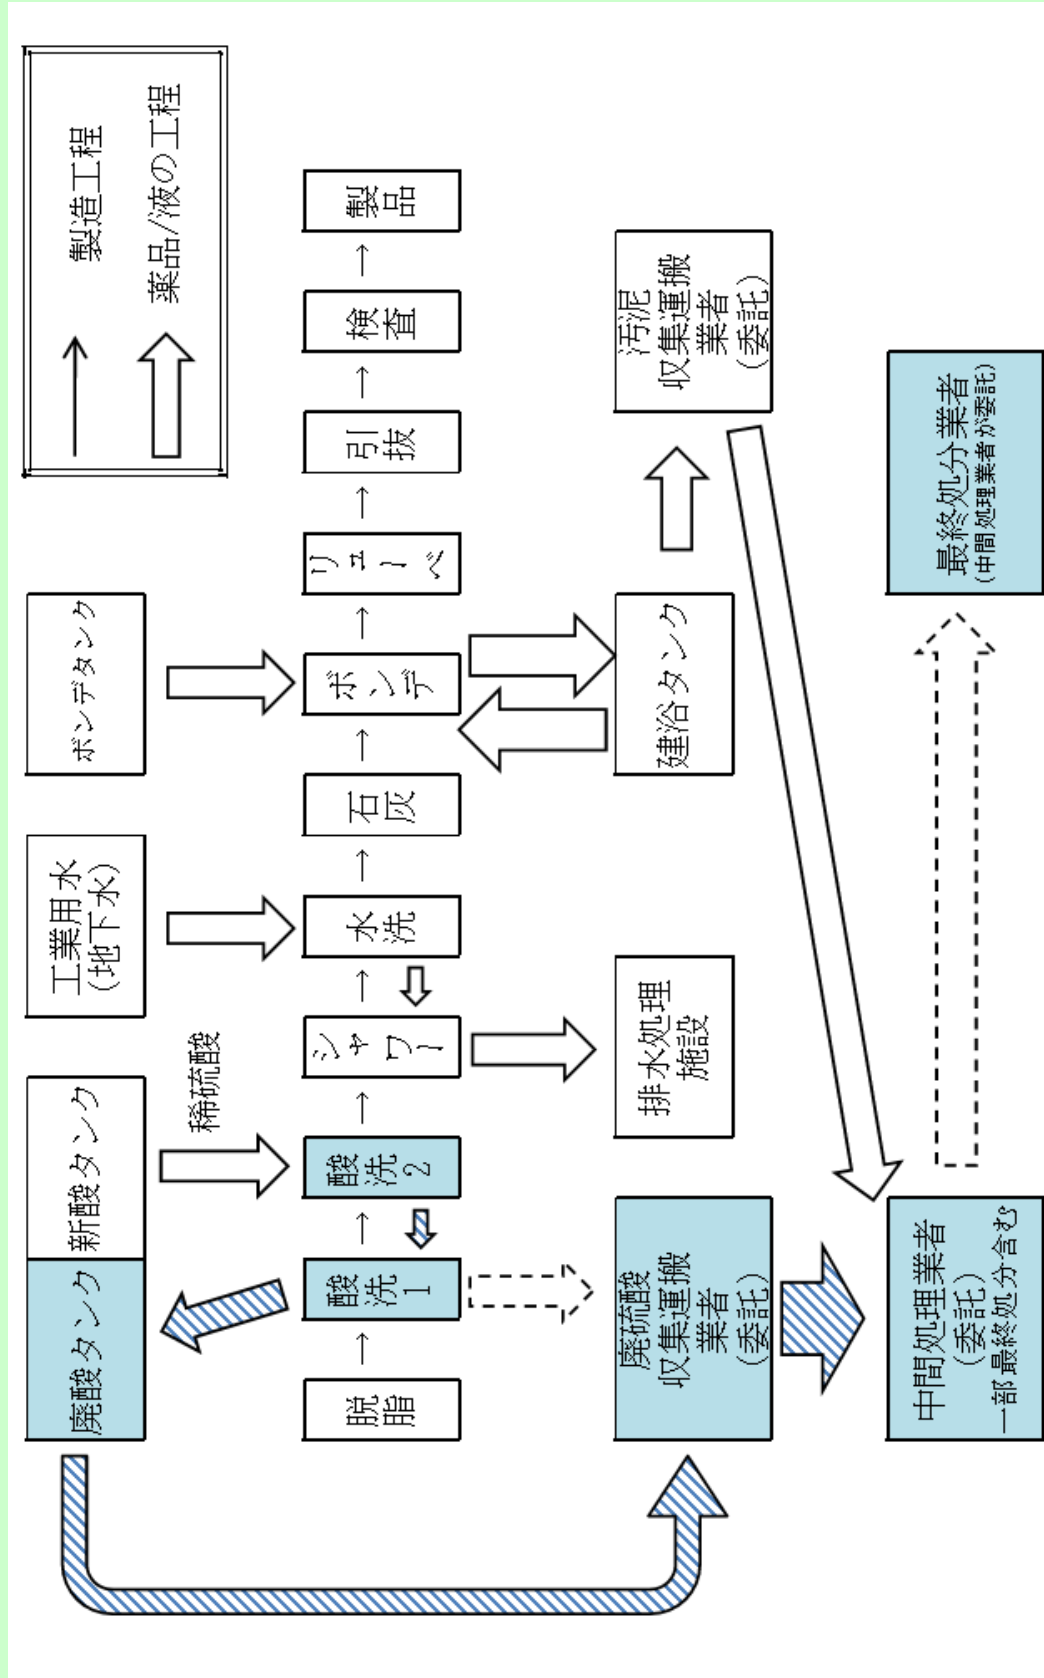 製造工程
薬品/液の工程
廃酸タンク
新酸タンク
工業用水
(地下水)
ボンデタンク
稀硫酸
脱脂
酸洗1
酸洗2
シャワー
水洗
石灰
ボンデ
リューベ
引抜
検査
製品
廃硫酸
収集運搬
業者
(委託)
排水処理
施設
建浴タンク
汚泥
収集運搬
業者
(委託)
中間処理業者
(委託)
一部最終処分含む
最終処分業者
(中間処理業者が委託)